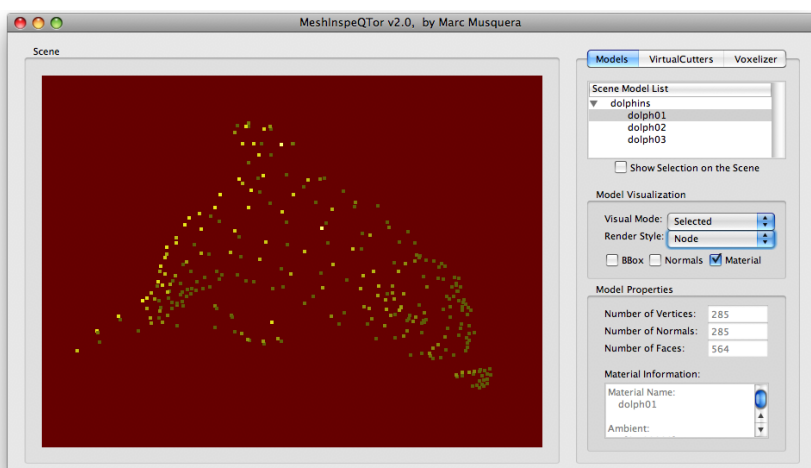 MeshInspeQTor v2.0, by Marc Musquera
Scene
Models VirtualCutters Voxelizer
Scene Model List
dolphins
dolph01
dolph02
dolph03
Show Selection on the Scene
Model Visualization
Visual Mode: Selected
Render Style: Node
BBox Normals Material
Model Properties
Number of Vertices: 285
Number of Normals: 285
Number of Faces: 564
Material Information:
Material Name:
dolph01
Ambient: